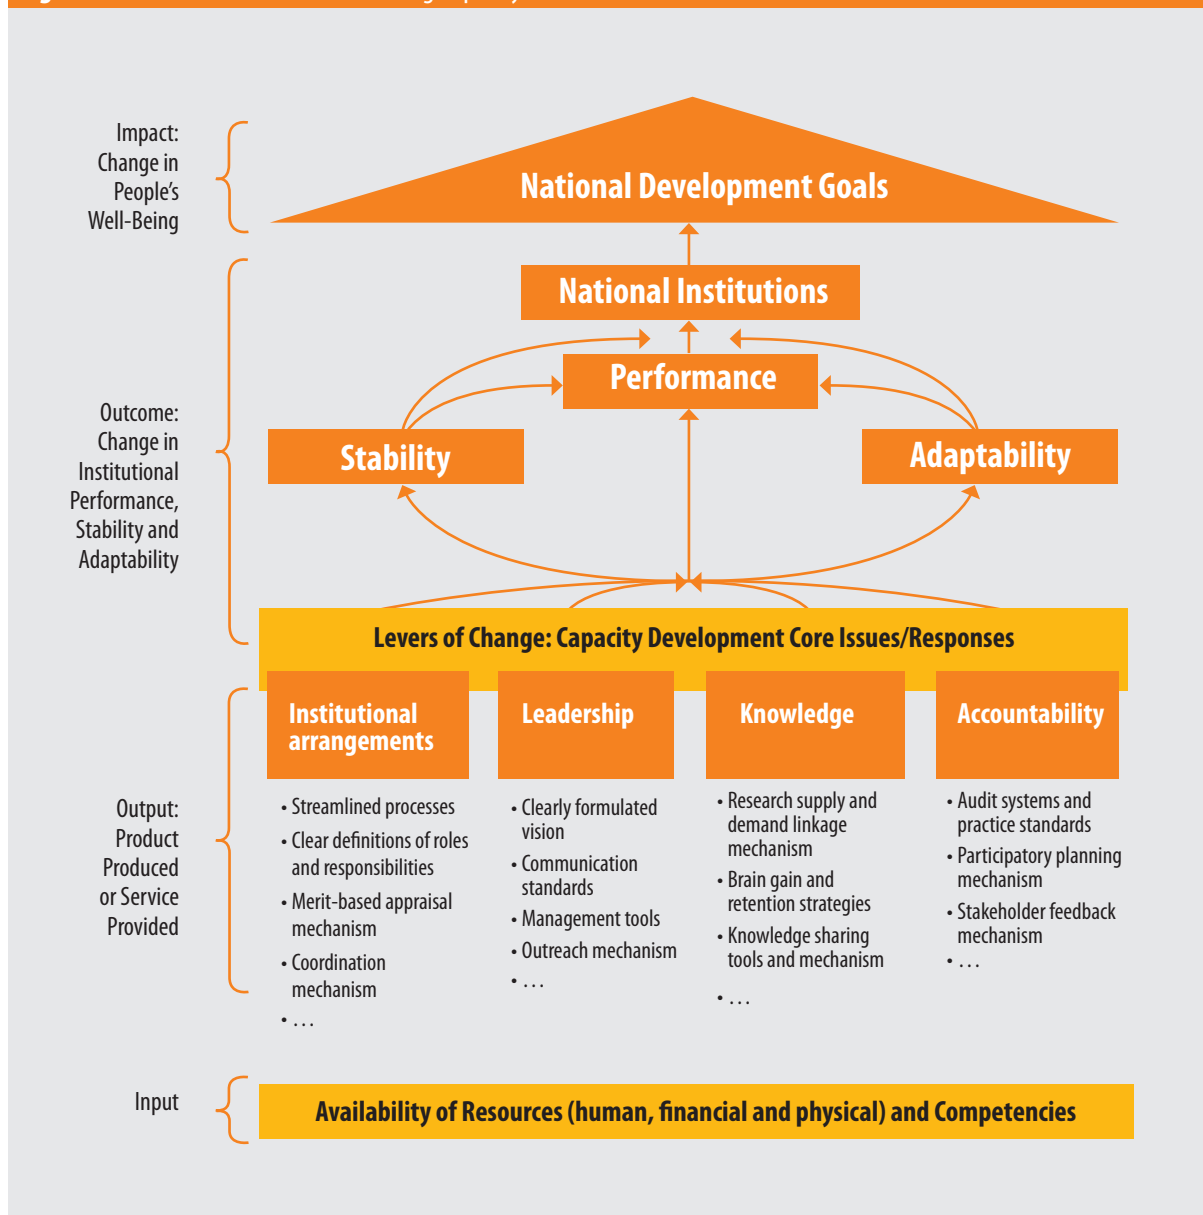 Impact:
Change in
People's
Well-Being
National Development Goals
Outcome:
Change in
Institutional
Performance,
Stability and
Adaptability
National Institutions
Performance
Stability
Adaptability
Levers of Change: Capacity Development Core Issues/Responses
Output:
Product
Produced
or Service
Provided
Institutional
arrangements
• Streamlined processes
• Clear definitions of roles
and responsibilities
• Merit-based appraisal
mechanism
• Coordination
mechanism
• …
Leadership
• Clearly formulated
vision
• Communication
standards
• Management tools
• Outreach mechanism
• …
Knowledge
• Research supply and
demand linkage
mechanism
• Brain gain and
retention strategies
• Knowledge sharing
tools and mechanism
• …
Accountability
• Audit systems and
practice standards
• Participatory planning
mechanism
• Stakeholder feedback
mechanism
• …
Input
Availability of Resources (human, financial and physical) and Competencies